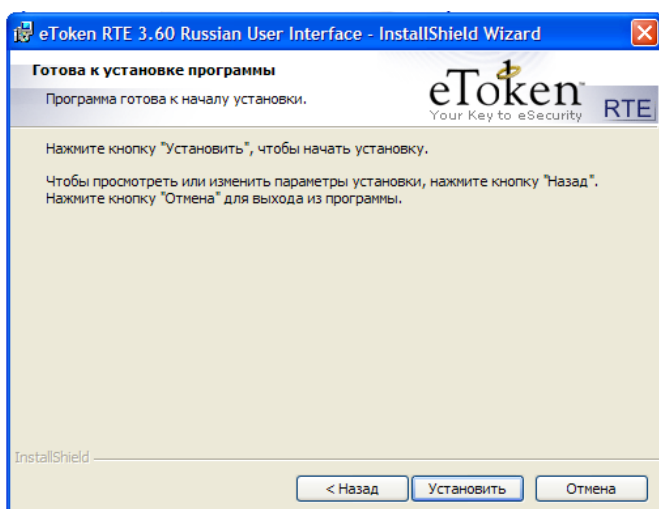 eToken RTE 3.60 Russian User Interface - InstallShield Wizard
Готова к установке программы
Программа готова к началу установки.
eToken™
Your Key to eSecurity
RTE
Нажмите кнопку "Установить", чтобы начать установку.
Чтобы просмотреть или изменить параметры установки, нажмите кнопку "Назад".
Нажмите кнопку "Отмена" для выхода из программы.
InstallShield
< Назад
Установить
Отмена